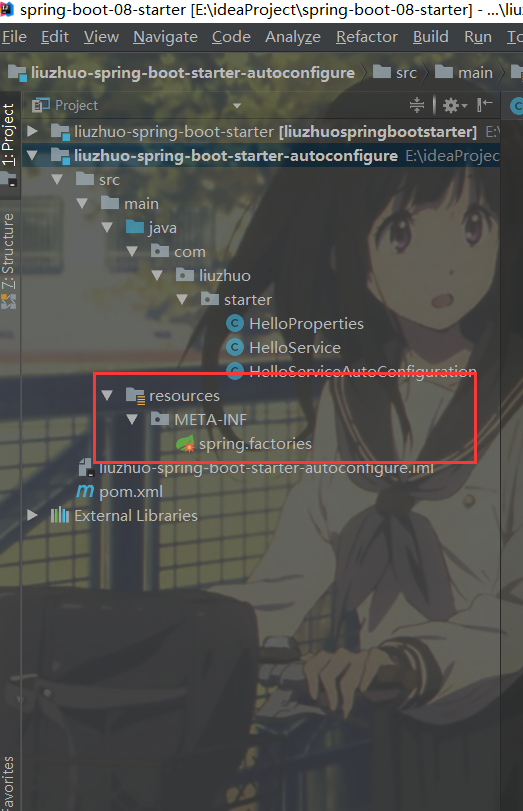 spring-boot-08-starter [E:\ideaProject\spring-boot-08-starter] - ...\liuz
File Edit View Navigate Code Analyze Refactor Build Run To
liuzhuo-spring-boot-starter-autoconfigure src main
1: Project
Project
liuzhuo-spring-boot-starter [liuzhuospringbootstarter] E:\
liuzhuo-spring-boot-starter-autoconfigure E:\ideaProjec
src
main
java
com
liuzhuo
starter
C HelloProperties
C HelloService
C HelloServiceAutoConfiguration
resources
META-INF
spring.factories
liuzhuo-spring-boot-starter-autoconfigure.iml
m pom.xml
External Libraries
7: Structure
Favorites